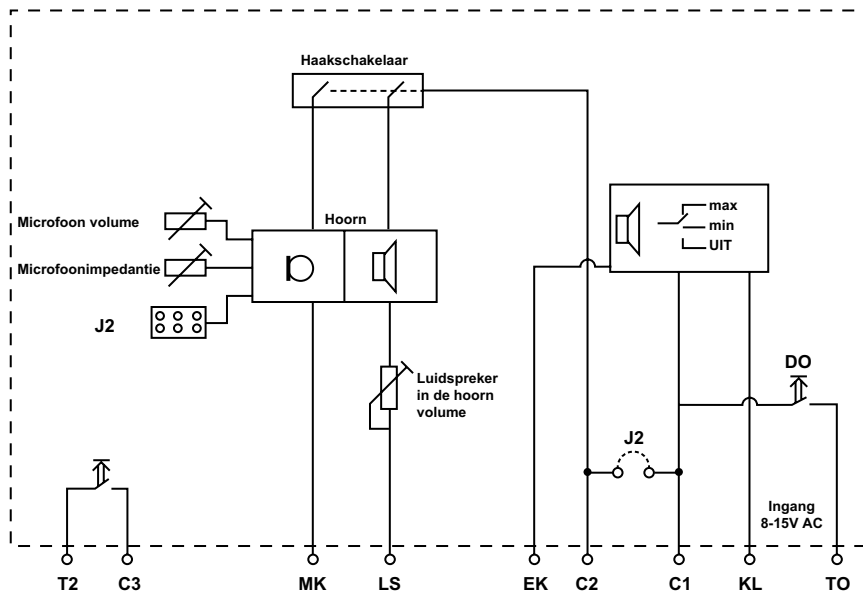 Haakschakelaar
Microfoon volume
Hoorn
max
min
UIT
Microfoonimpedantie
J2
Luidspreker
in de hoorn
volume
DO
J2
Ingang
8-15V AC
T2
C3
MK
LS
EK
C2
C1
KL
TO